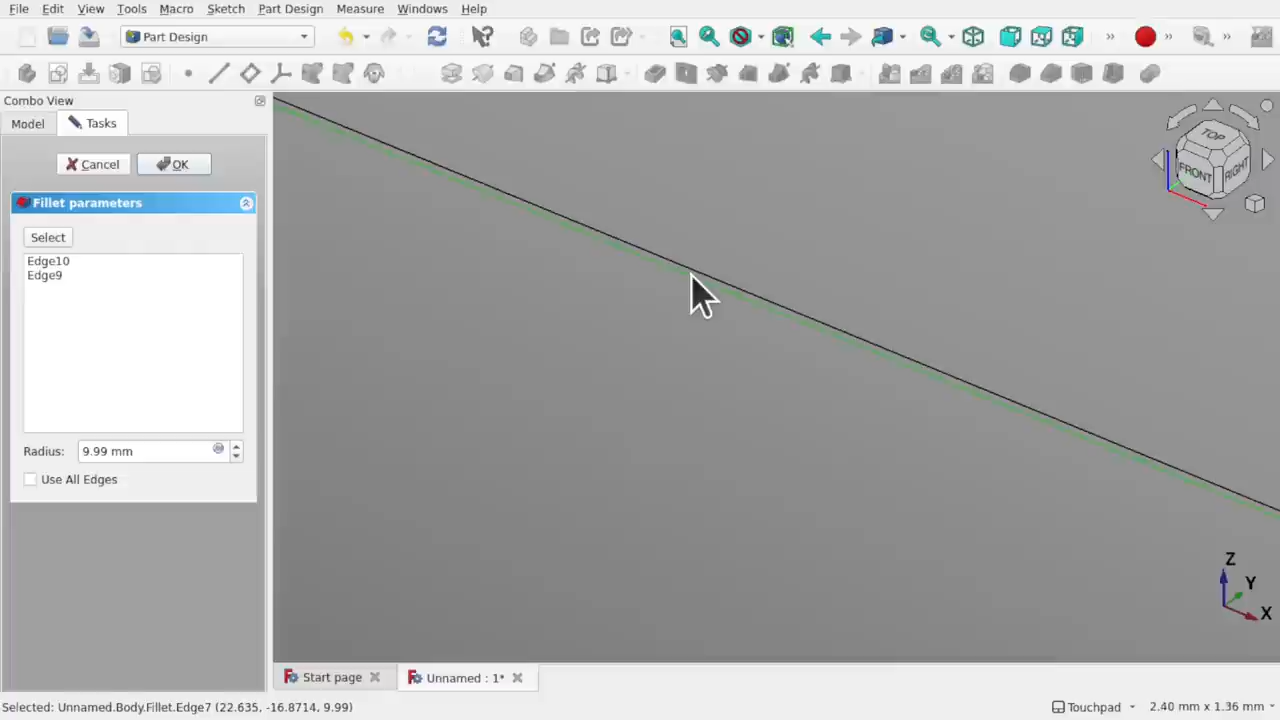 File Edit View Tools Macro Sketch Part Design Measure Windows Help
Part Design
Combo View
Model Tasks
Cancel OK
Fillet parameters
Select
Edge10
Edge9
Radius: 9.99 mm
Use All Edges
TOP
FRONT RIGHT
Z
Y
X
Start page Unnamed : 1*
Selected: Unnamed.Body.Fillet.Edge7 (22.635, -16.8714, 9.99) Touchpad 2.40 mm x 1.36 mm